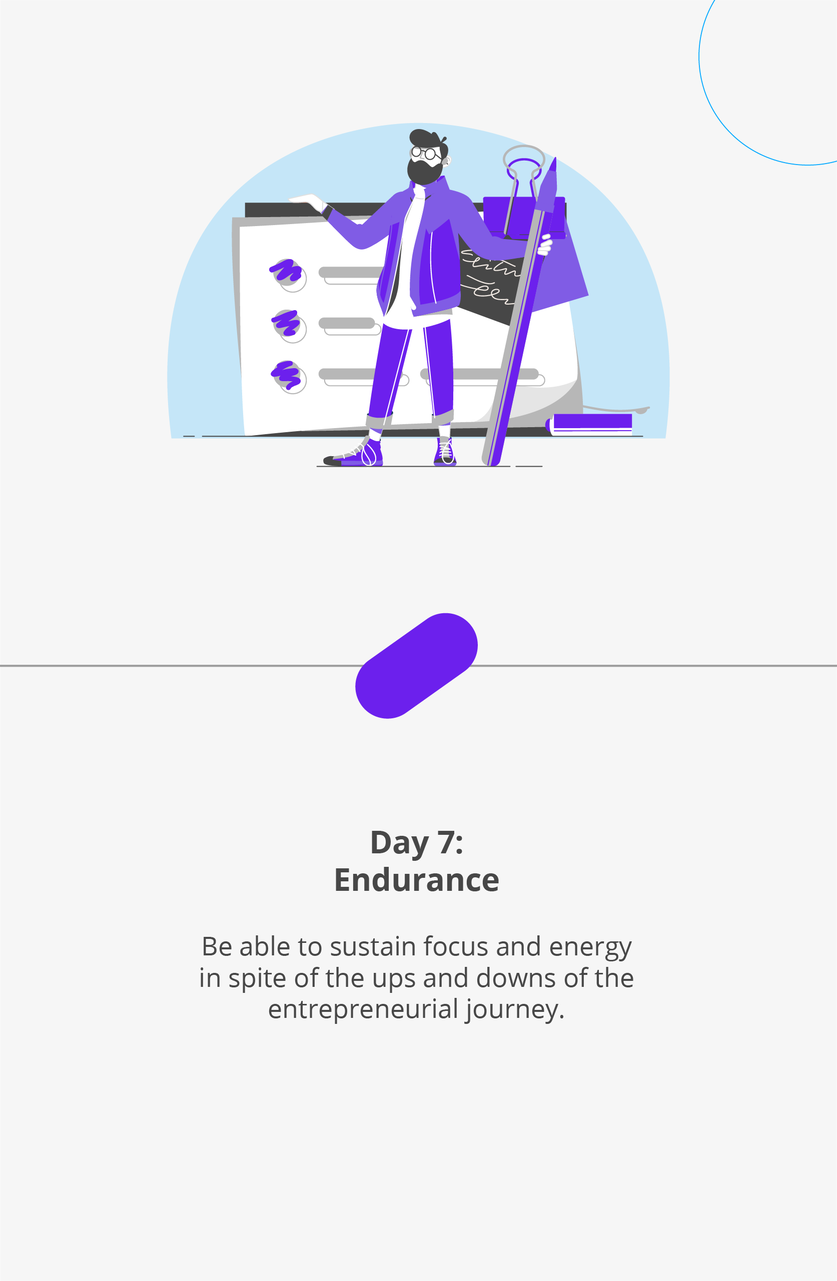 Day 7:
Endurance
Be able to sustain focus and energy
in spite of the ups and downs of the
entrepreneurial journey.